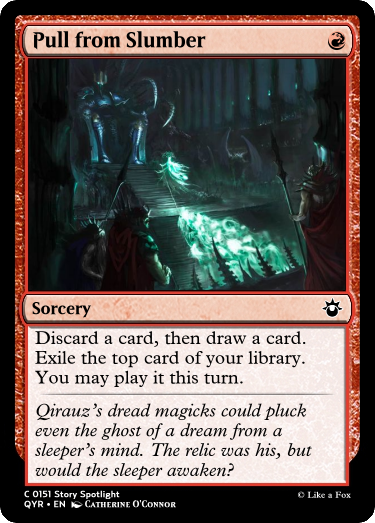 Pull from Slumber
Sorcery
Discard a card, then draw a card.
Exile the top card of your library.
You may play it this turn.
Qirauz's dread magicks could pluck
even the ghost of a dream from a
sleeper's mind. The relic was his, but
would the sleeper awaken?
C 0151 Story Spotlight
QYR • EN Catherine O'Connor
© Like a Fox